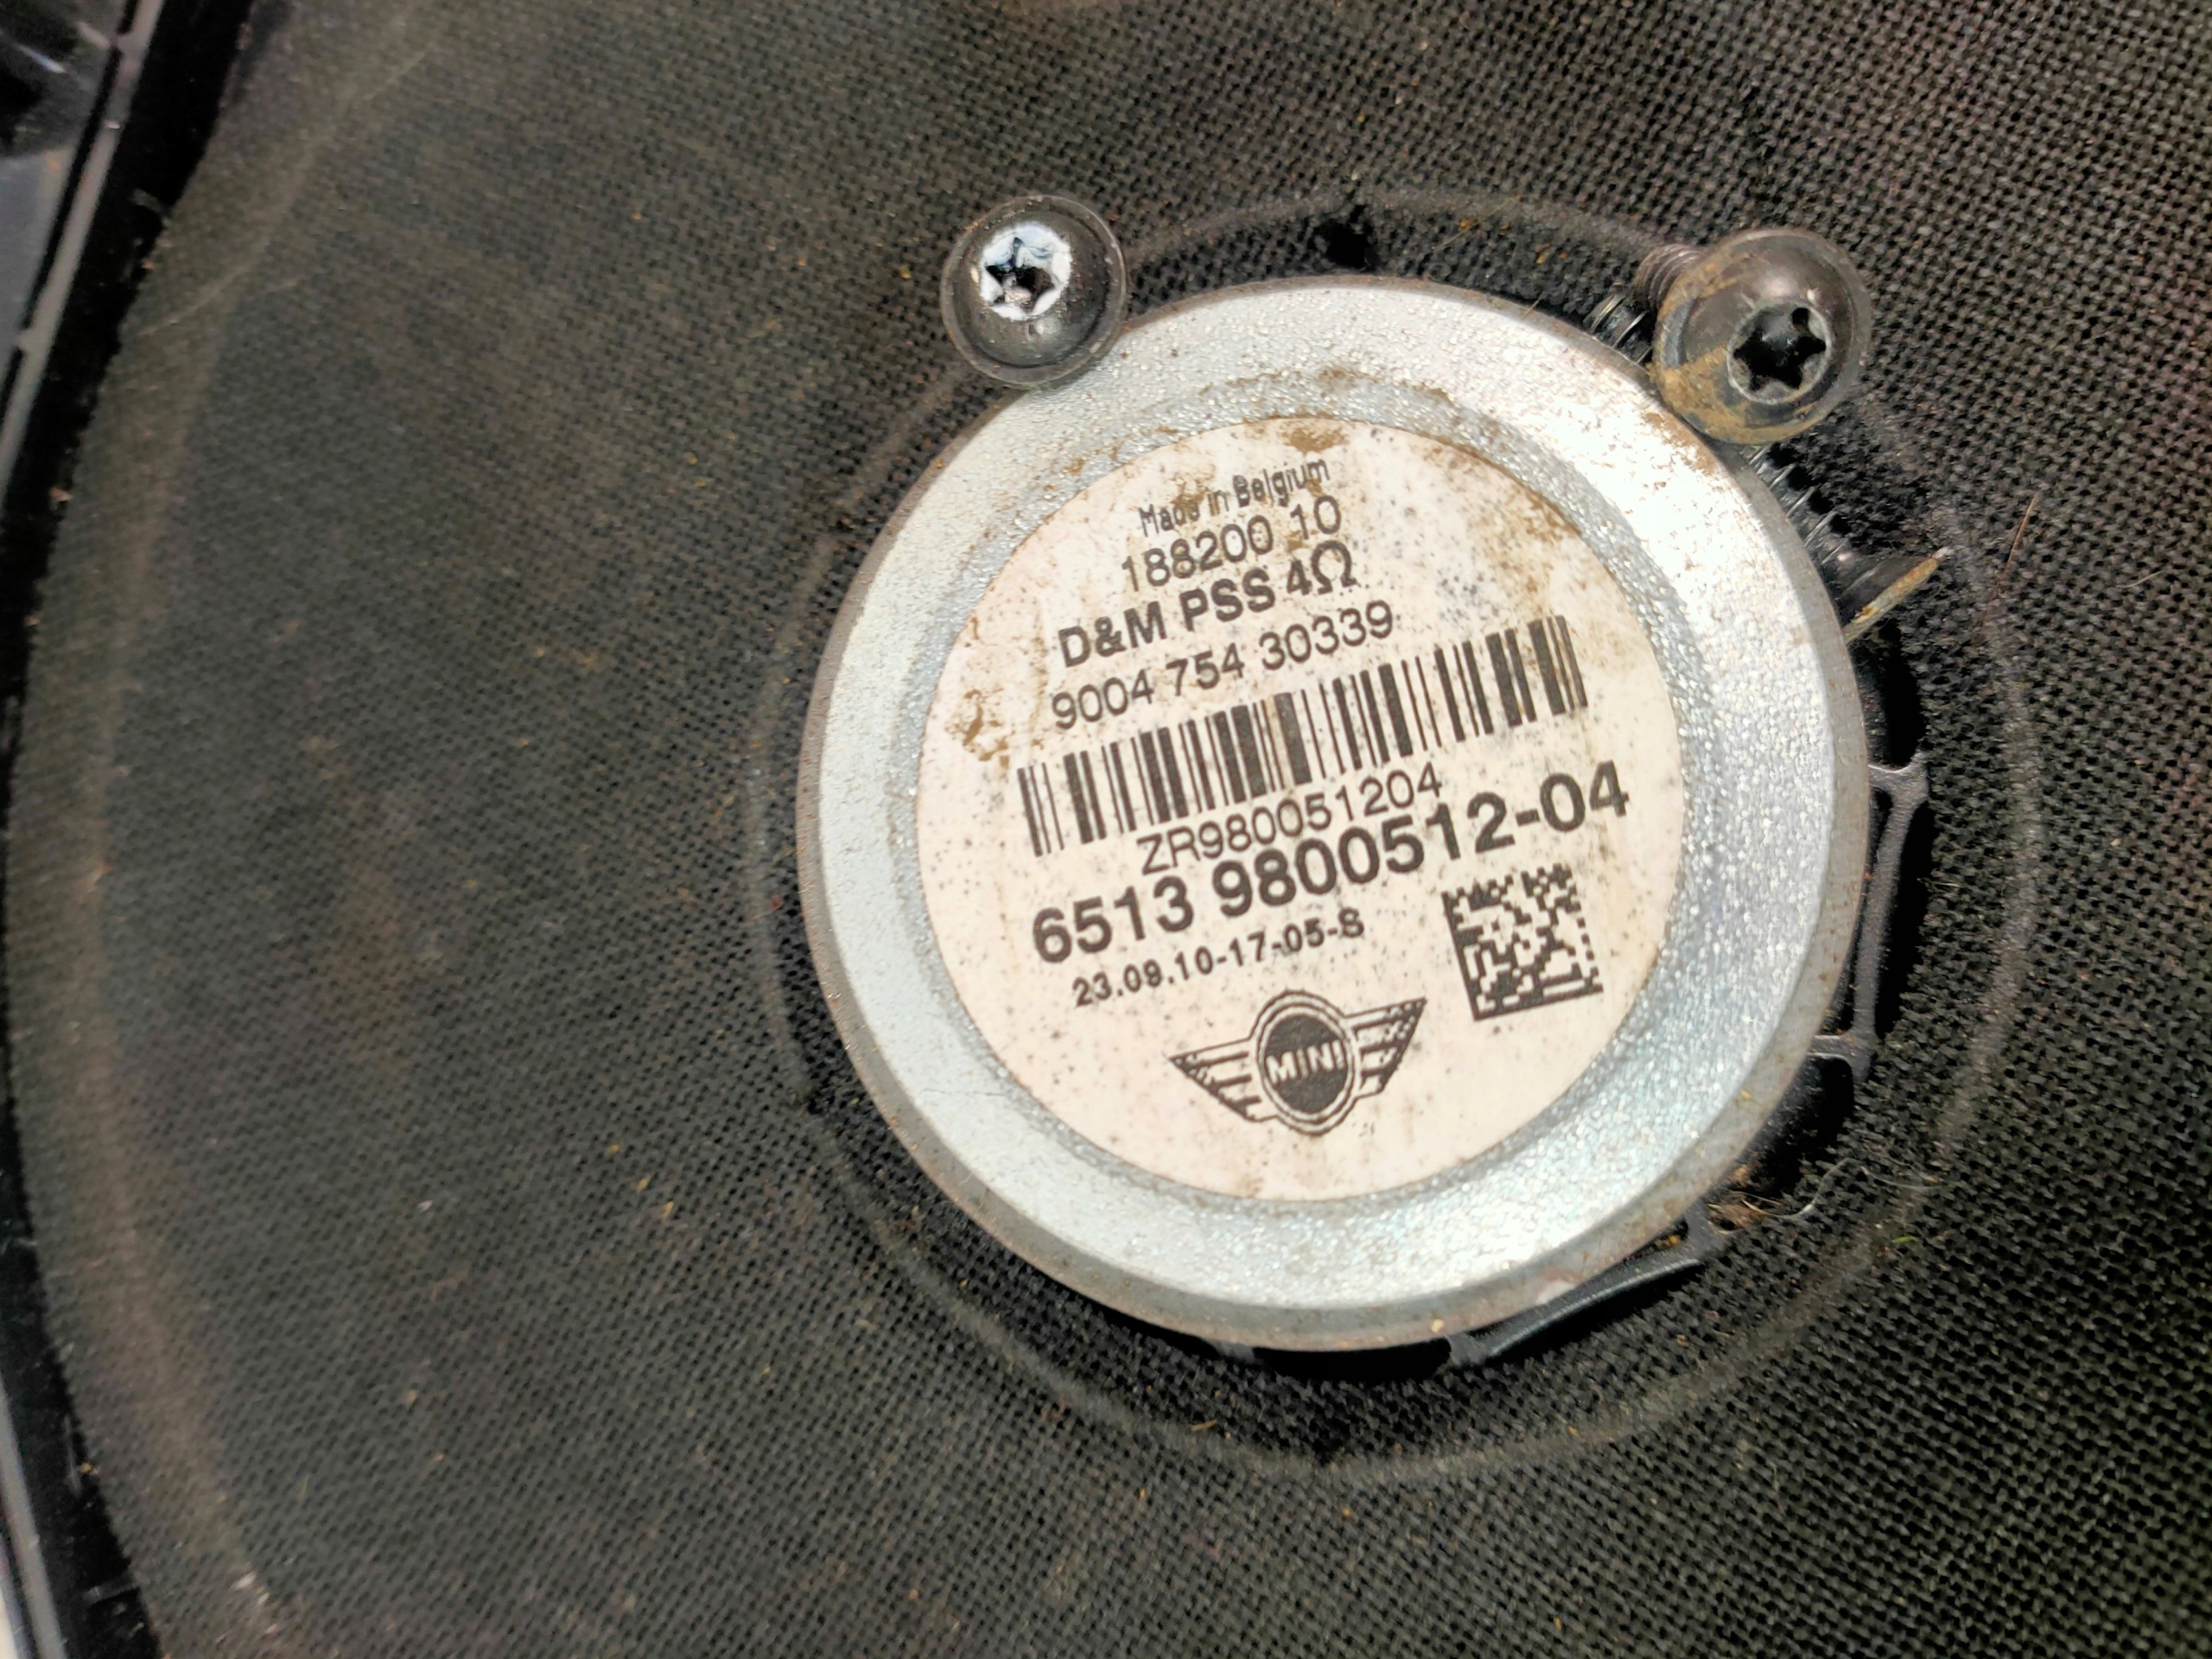 Made in Belgium
188200 10
D&M PSS 4Ω
9004 754 30339
ZR980051204
6513 9800512-04
23.09.10-17-05-S
MINI